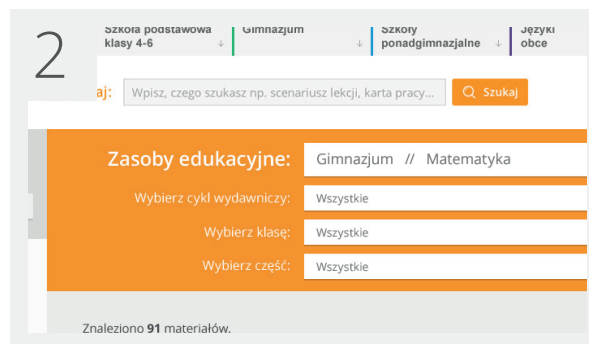 2
Szkoła podstawowa
klasy 4-6 ↓
Gimnazjum
↓
Szkoły
ponadgimnazjalne ↓
Języki
obce
aj: Wpisz, czego szukasz np. scenariusz lekcji, karta pracy... Szukaj
Zasoby edukacyjne: Gimnazjum // Matematyka
Wybierz cykl wydawniczy: Wszystkie
Wybierz klasę: Wszystkie
Wybierz część: Wszystkie
Znaleziono 91 materiałów.